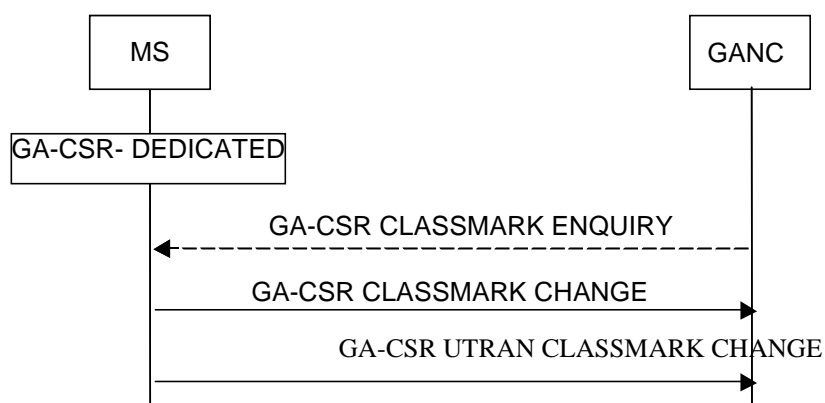 MS
GANC
GA-CSR- DEDICATED
GA-CSR CLASSMARK ENQUIRY
GA-CSR CLASSMARK CHANGE
GA-CSR UTRAN CLASSMARK CHANGE